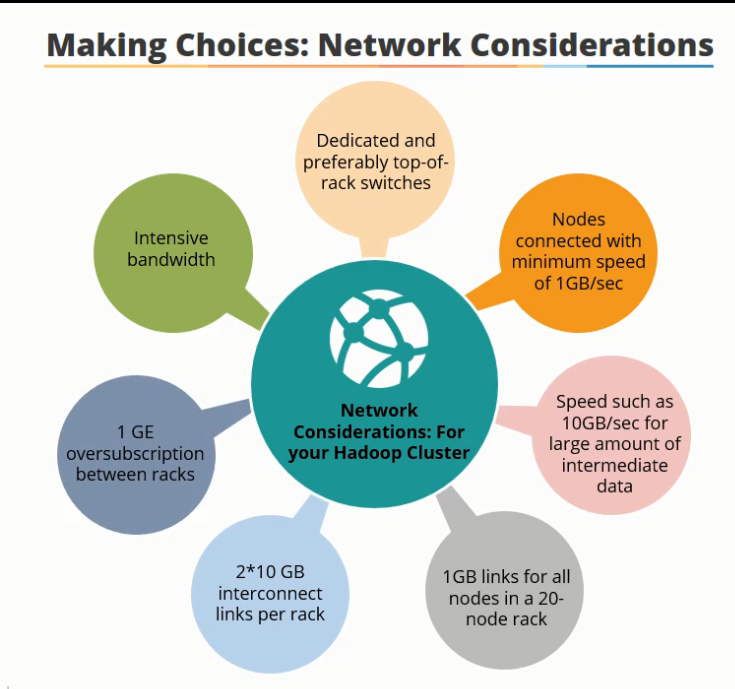 Making Choices: Network Considerations
Dedicated and
preferably top-of-
rack switches
Nodes
connected with
minimum speed
of 1GB/sec
Speed such as
10GB/sec for
large amount of
intermediate
data
1GB links for all
nodes in a 20-
node rack
2*10 GB
interconnect
links per rack
1 GE
oversubscription
between racks
Intensive
bandwidth
Network
Considerations: For
your Hadoop Cluster